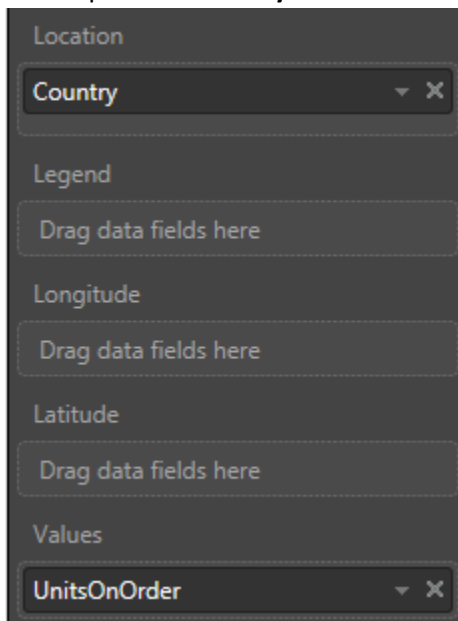 Location
Country
Legend
Drag data fields here
Longitude
Drag data fields here
Latitude
Drag data fields here
Values
UnitsOnOrder